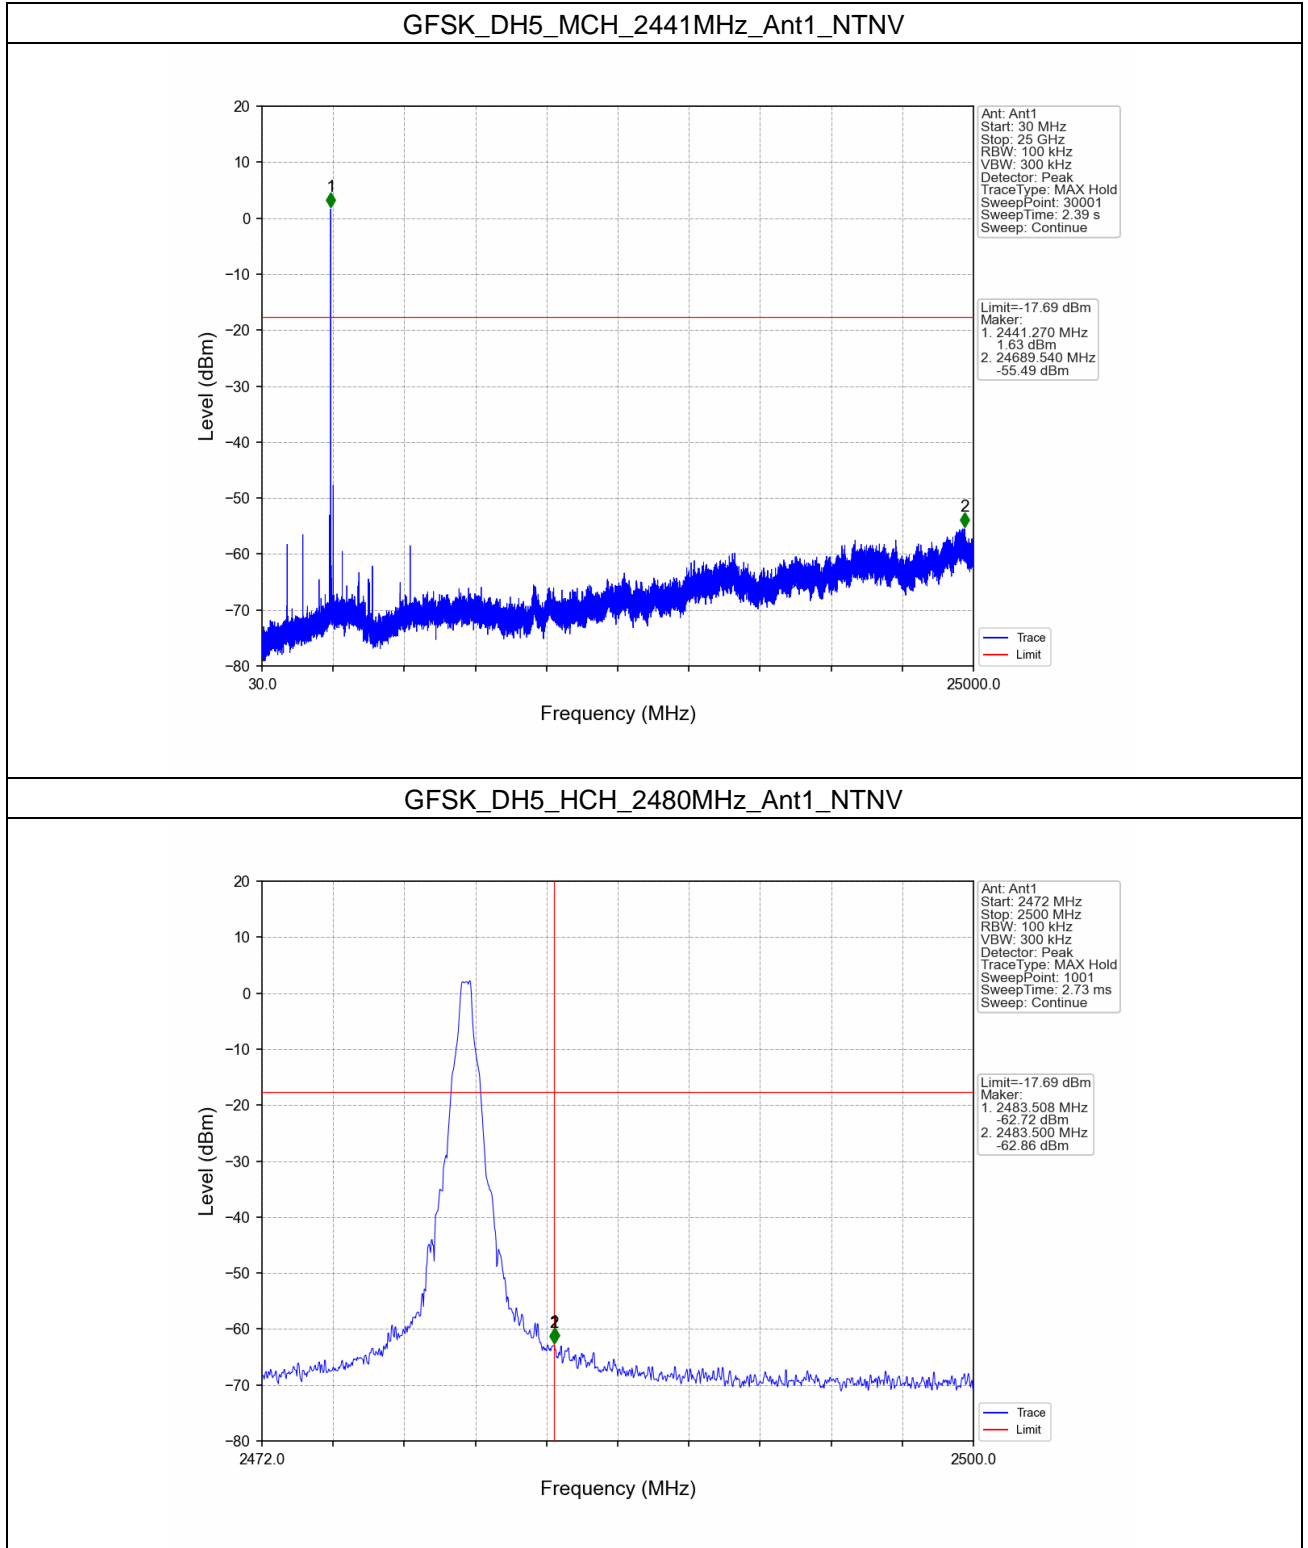 GFSK_DH5_MCH_2441MHz_Ant1_NTNV
20
10
0
−10
−20
−30
−40
−50
−60
−70
−80
Level (dBm)
1
2
30.0
25000.0
Frequency (MHz)
Ant: Ant1
Start: 30 MHz
Stop: 25 GHz
RBW: 100 kHz
VBW: 300 kHz
Detector: Peak
TraceType: MAX Hold
SweepPoint: 30001
SweepTime: 2.39 s
Sweep: Continue
Limit=-17.69 dBm
Maker:
1. 2441.270 MHz
1.63 dBm
2. 24689.540 MHz
-55.49 dBm
Trace
Limit
GFSK_DH5_HCH_2480MHz_Ant1_NTNV
20
10
0
−10
−20
−30
−40
−50
−60
−70
−80
Level (dBm)
1
2
2472.0
2500.0
Frequency (MHz)
Ant: Ant1
Start: 2472 MHz
Stop: 2500 MHz
RBW: 100 kHz
VBW: 300 kHz
Detector: Peak
TraceType: MAX Hold
SweepPoint: 1001
SweepTime: 2.73 ms
Sweep: Continue
Limit=-17.69 dBm
Maker:
1. 2483.508 MHz
-62.72 dBm
2. 2483.500 MHz
-62.86 dBm
Trace
Limit